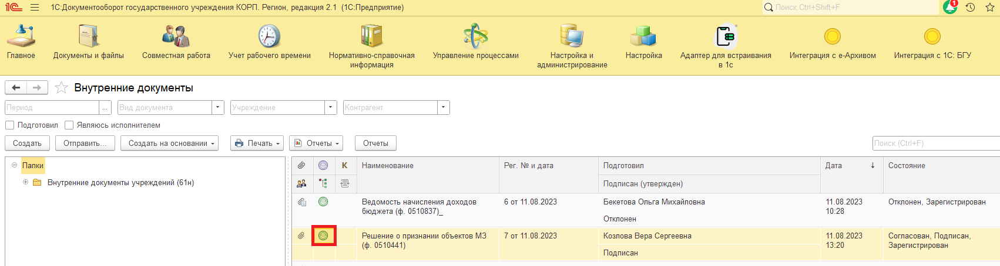 1С:Документооборот государственного учреждения КОРП. Регион, редакция 2.1 (1С:Предприятие)
Поиск Ctrl+Shift+F
1
Главное
Документы и файлы
Совместная работа
Учет рабочего времени
Нормативно-справочная
информация
Управление процессами
Настройка и
администрирование
Настройка
Адаптер для встраивания
в 1с
Интеграция с е-Архивом
Интеграция с 1С: БГУ
Внутренние документы
Период
...
Вид документа
Учреждение
Контрагент
Подготовил
Являюсь исполнителем
Создать
Отправить...
Создать на основании
Печать
Отчеты
Отчеты
Поиск (Ctrl+F)
Папки
Внутренние документы учреждений (61н)
К
Наименование
Рег. № и дата
Подготовил
Дата
Состояние
Подписан (утвержден)
Ведомость начисления доходов
бюджета (ф. 0510837)_
6 от 11.08.2023
Бекетова Ольга Михайловна
Отклонен
11.08.2023
10:28
Отклонен, Зарегистрирован
Решение о признании объектов МЗ
(ф. 0510441)
7 от 11.08.2023
Козлова Вера Сергеевна
Подписан
11.08.2023
13:20
Согласован, Подписан,
Зарегистрирован